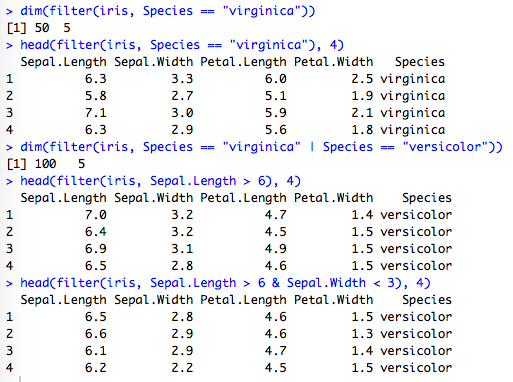 > dim(filter(iris, Species == "virginica"))
[1] 50  5
> head(filter(iris, Species == "virginica"), 4)
  Sepal.Length Sepal.Width Petal.Length Petal.Width   Species
1          6.3         3.3          6.0         2.5 virginica
2          5.8         2.7          5.1         1.9 virginica
3          7.1         3.0          5.9         2.1 virginica
4          6.3         2.9          5.6         1.8 virginica
> dim(filter(iris, Species == "virginica" | Species == "versicolor"))
[1] 100   5
> head(filter(iris, Sepal.Length > 6), 4)
  Sepal.Length Sepal.Width Petal.Length Petal.Width    Species
1          7.0         3.2          4.7         1.4 versicolor
2          6.4         3.2          4.5         1.5 versicolor
3          6.9         3.1          4.9         1.5 versicolor
4          6.5         2.8          4.6         1.5 versicolor
> head(filter(iris, Sepal.Length > 6 & Sepal.Width < 3), 4)
  Sepal.Length Sepal.Width Petal.Length Petal.Width    Species
1          6.5         2.8          4.6         1.5 versicolor
2          6.6         2.9          4.6         1.3 versicolor
3          6.1         2.9          4.7         1.4 versicolor
4          6.2         2.2          4.5         1.5 versicolor